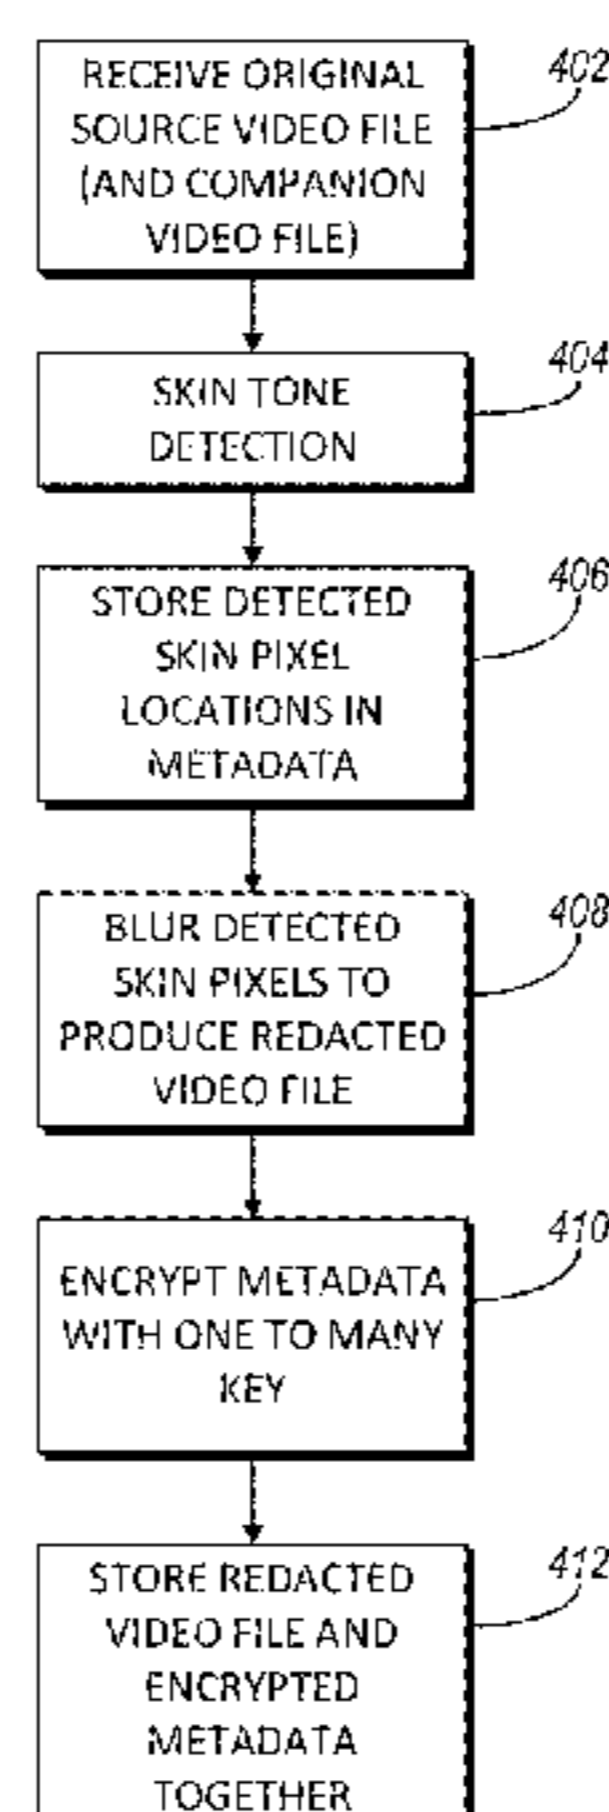 RECEIVE ORIGINAL
SOURCE VIDEO FILE
(AND COMPANION
VIDEO FILE)
402
SKIN TONE
DETECTION
404
STORE DETECTED
SKIN PIXEL
LOCATIONS IN
METADATA
406
BLUR DETECTED
SKIN PIXELS TO
PRODUCE REDACTED
VIDEO FILE
408
ENCRYPT METADATA
WITH ONE TO MANY
KEY
410
STORE REDACTED
VIDEO FILE AND
ENCRYPTED
METADATA
TOGETHER
412